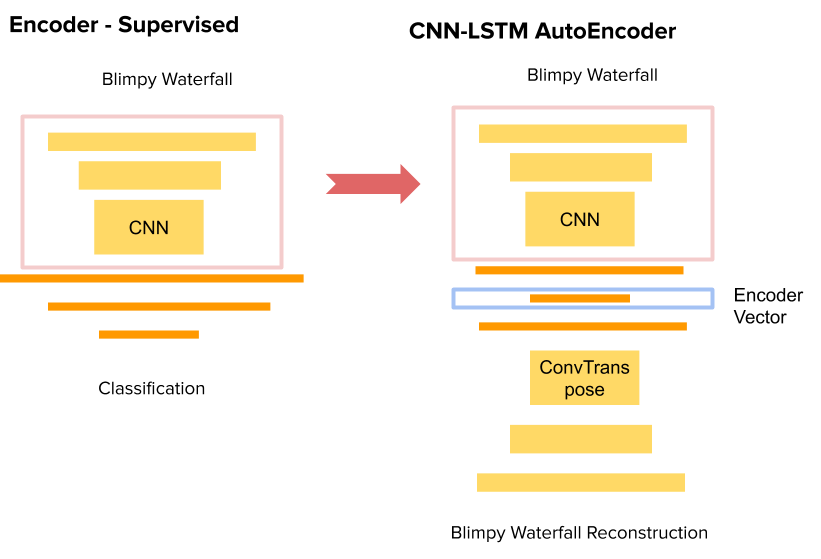 Encoder - Supervised
Blimpy Waterfall
CNN
Classification
CNN-LSTM AutoEncoder
Blimpy Waterfall
CNN
Encoder
Vector
ConvTrans
pose
Blimpy Waterfall Reconstruction